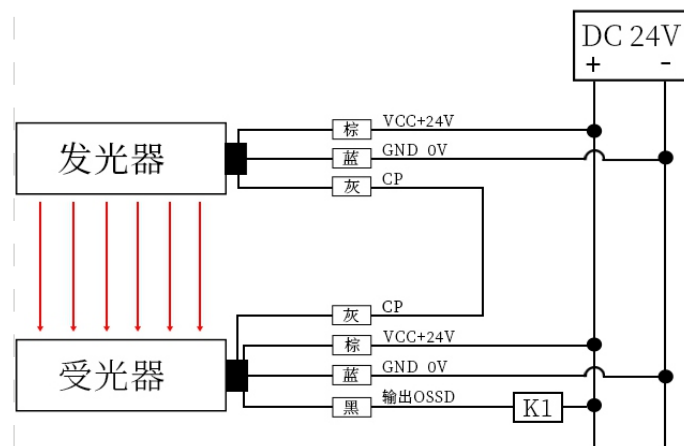 DC 24V
+ -
棕 VCC+24V
发光器
蓝 GND 0V
灰 CP
灰 CP
棕 VCC+24V
受光器
蓝 GND 0V
黑 输出OSSD
K1